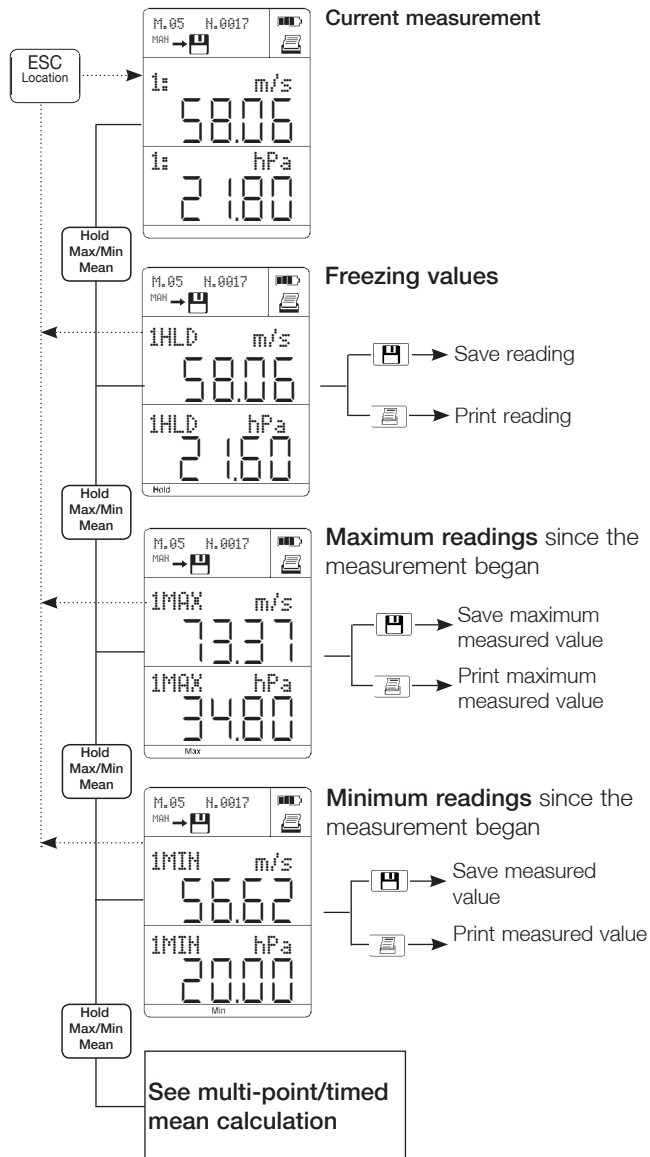 M.05 N.0017
Current measurement
MAN
ESC
Location
1: m/s
58.06
1: hPa
21.80
Hold
Max/Min
Mean
M.05 N.0017
Freezing values
MAN
1HLD m/s
58.06
Save reading
Print reading
1HLD hPa
21.60
Hold
Hold
Max/Min
Mean
M.05 N.0017
Maximum readings since the
measurement began
MAN
1MAX m/s
73.37
Save maximum
measured value
Print maximum
measured value
1MAX hPa
34.80
Max
Hold
Max/Min
Mean
M.05 N.0017
Minimum readings since the
measurement began
MAN
1MIN m/s
56.62
Save measured
value
Print measured value
1MIN hPa
20.00
Min
Hold
Max/Min
Mean
See multi-point/timed
mean calculation